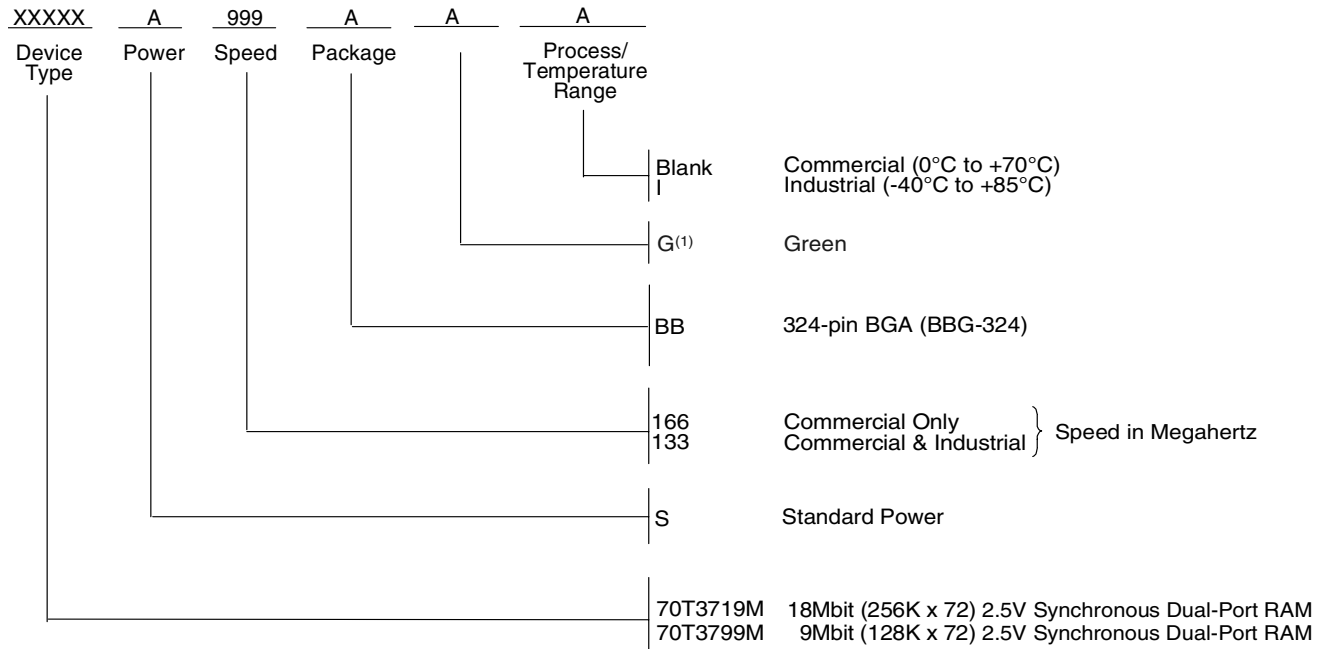 XXXXX A 999 A A A
Device Type Power Speed Package Process/ Temperature Range
Blank Commercial (0°C to +70°C)
I Industrial (-40°C to +85°C)
G(1) Green
BB 324-pin BGA (BBG-324)
166 Commercial Only
133 Commercial & Industrial
Speed in Megahertz
S Standard Power
70T3719M 18Mbit (256K x 72) 2.5V Synchronous Dual-Port RAM
70T3799M 9Mbit (128K x 72) 2.5V Synchronous Dual-Port RAM